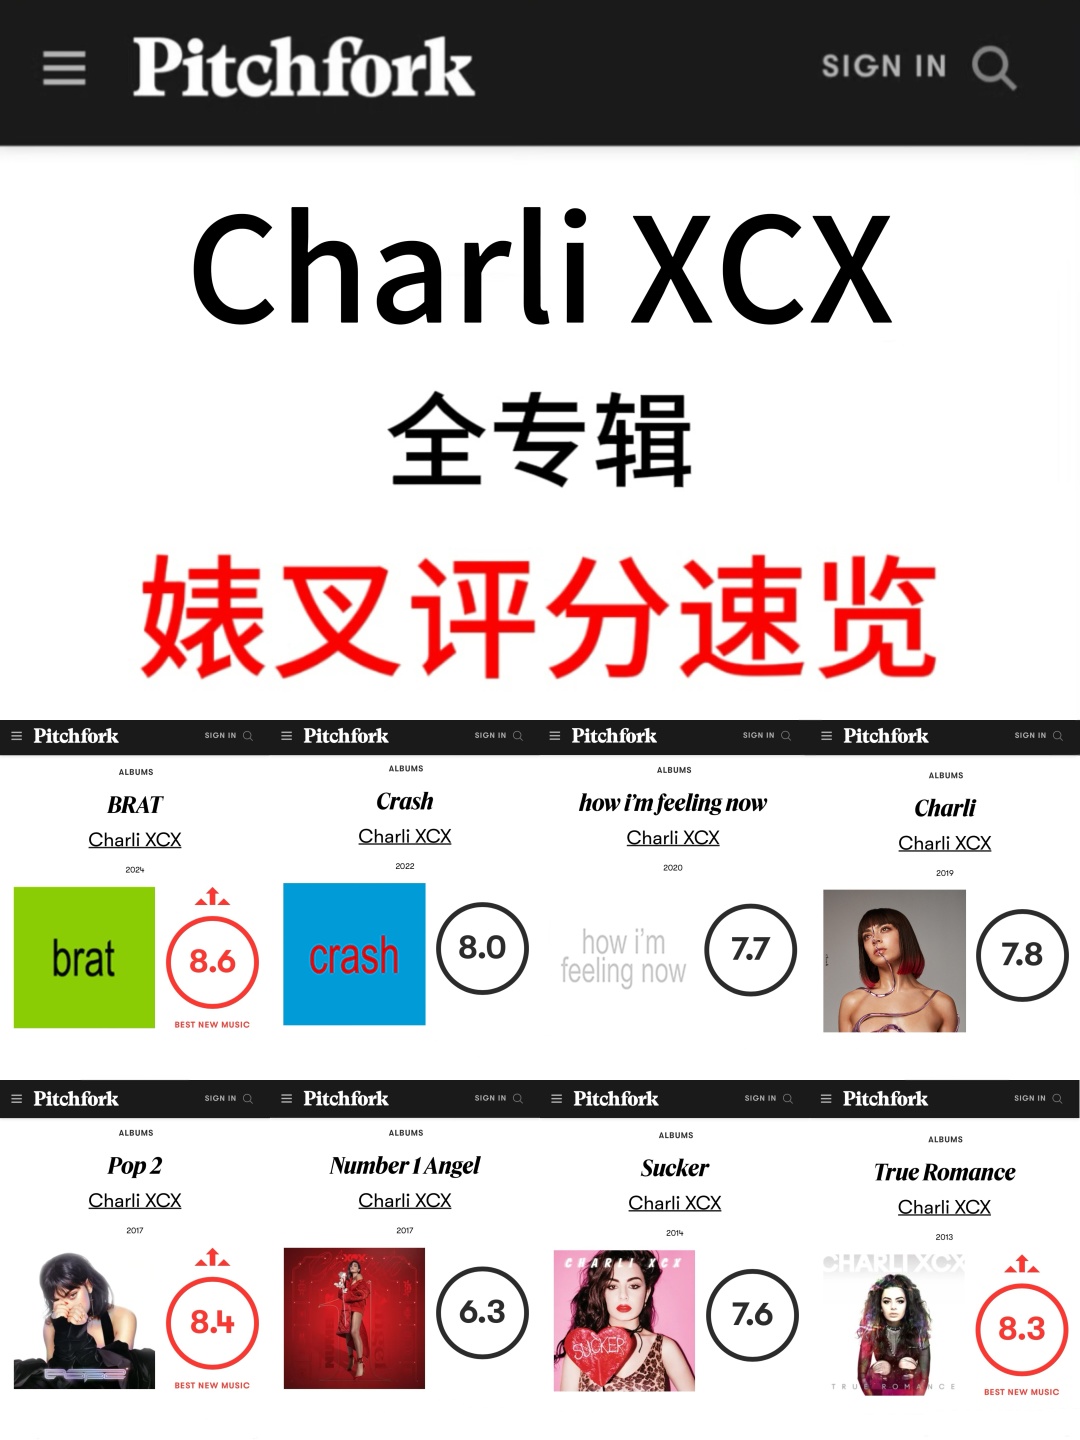 Pitchfork SIGN IN
Charli XCX
全专辑
婊叉评分速览
Pitchfork SIGN IN
ALBUMS
BRAT
Charli XCX
2024
brat
8.6
BEST NEW MUSIC
Pitchfork SIGN IN
ALBUMS
Crash
Charli XCX
2022
crash
8.0
Pitchfork SIGN IN
ALBUMS
how i'm feeling now
Charli XCX
2020
how i'm
feeling now
7.7
Pitchfork SIGN IN
ALBUMS
Charli
Charli XCX
2019
7.8
Pitchfork SIGN IN
ALBUMS
Pop 2
Charli XCX
2017
8.4
BEST NEW MUSIC
Pitchfork SIGN IN
ALBUMS
Number 1 Angel
Charli XCX
2017
6.3
Pitchfork SIGN IN
ALBUMS
Sucker
Charli XCX
2014
CHARLI XCX
SUCKER
7.6
Pitchfork SIGN IN
ALBUMS
True Romance
Charli XCX
2013
CHARLI XCX
TRUE ROMANCE
8.3
BEST NEW MUSIC